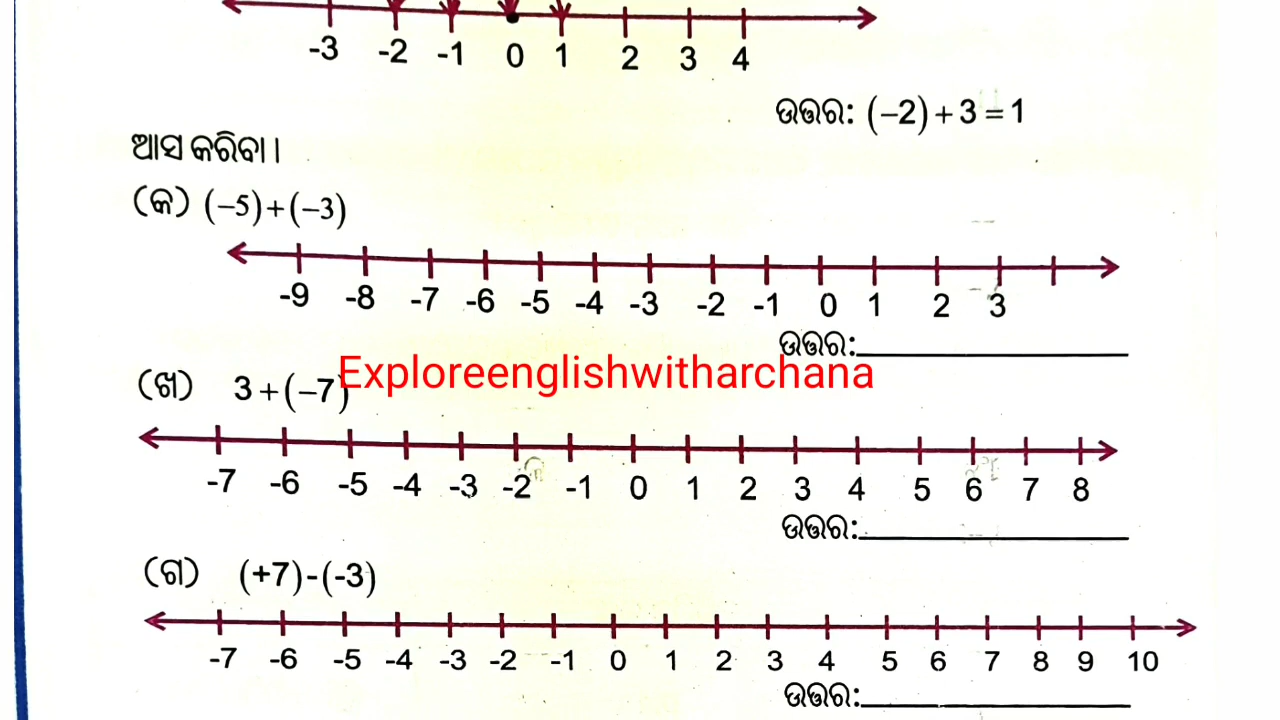 -3 -2 -1 0 1 2 3 4
ଉତ୍ତର: (−2) + 3 = 1
ଆସ କରିବା ।
(କ) (−5)+(−3)
-9 -8 -7 -6 -5 -4 -3 -2 -1 0 1 2 3
ଉତ୍ତର:
(ଖ) 3 + (−7)
Exploreenglishwitharchana
-7 -6 -5 -4 -3 -2 -1 0 1 2 3 4 5 6 7 8
ଉତ୍ତର:
(ଗ) (+7)-(-3)
-7 -6 -5 -4 -3 -2 -1 0 1 2 3 4 5 6 7 8 9 10
ଉତ୍ତର: